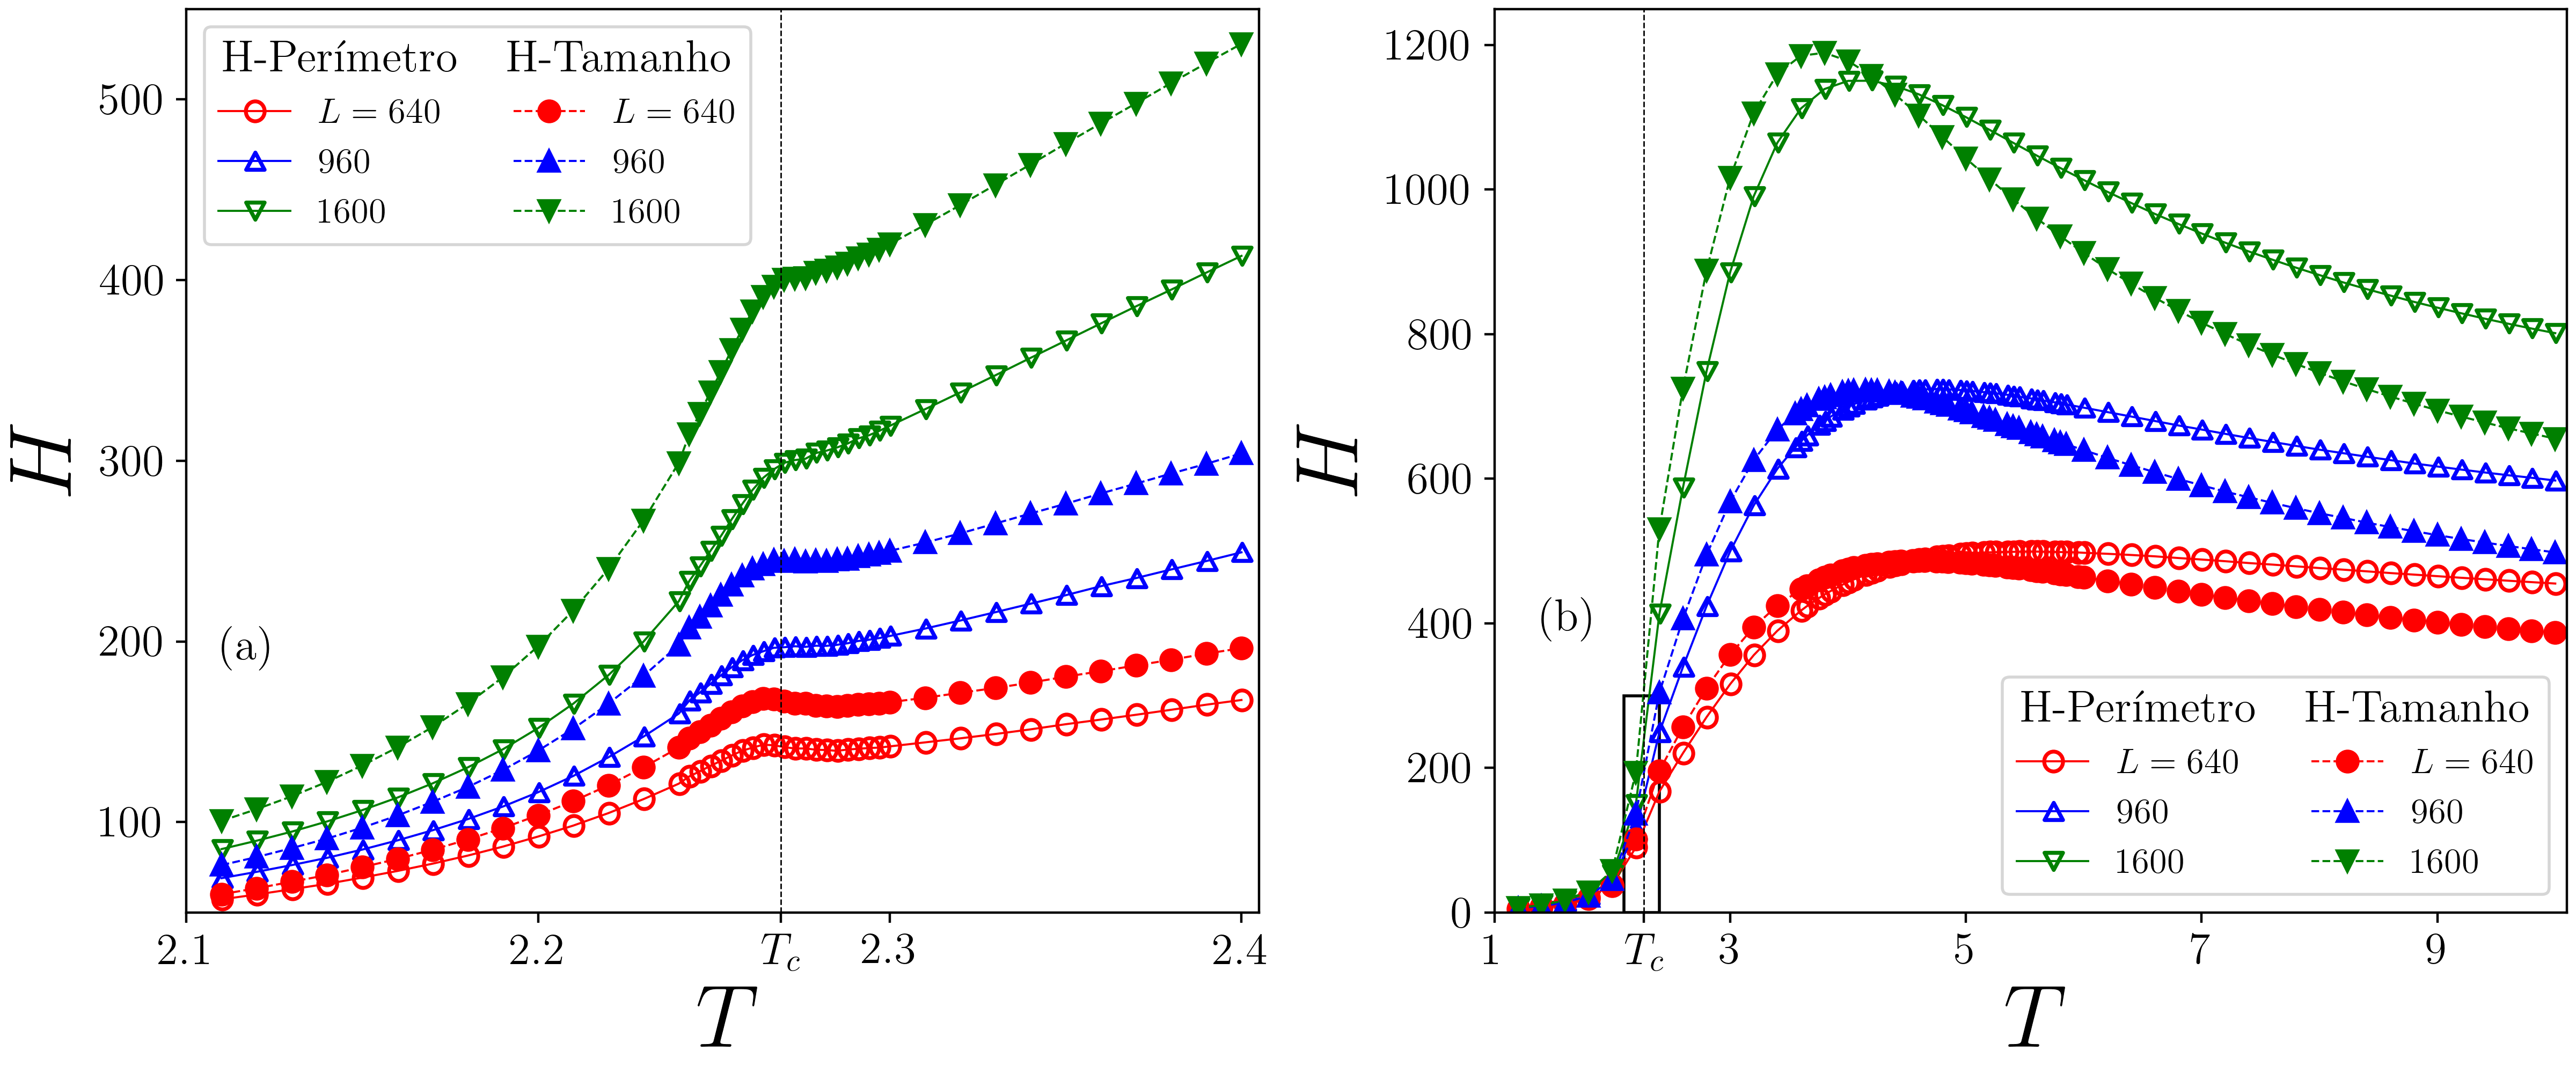 H-Perímetro H-Tamanho
L = 640 L = 640
960 960
1600 1600
500
400
300
200
100
H
(a)
2.1 2.2 T_c 2.3 2.4
T
1200
1000
800
600
400
200
0
H
(b)
H-Perímetro H-Tamanho
L = 640 L = 640
960 960
1600 1600
1 T_c 3 5 7 9
T